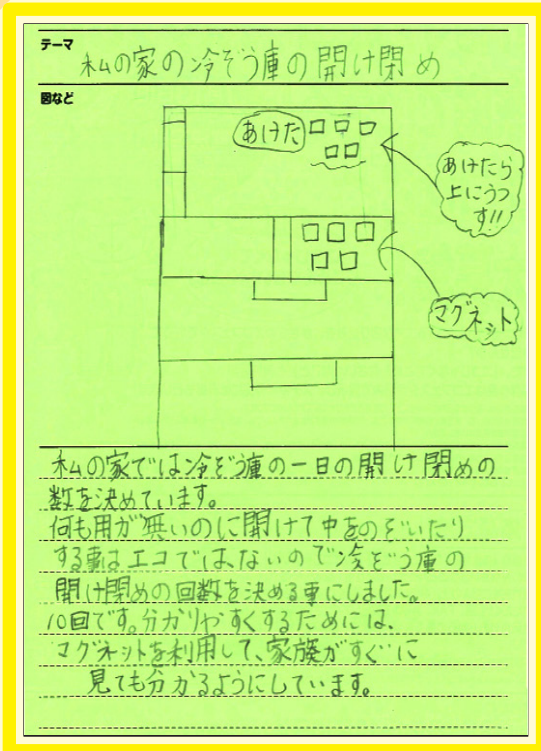 テーマ
私の家の冷ぞう庫の開け閉め
図など
あけた
あけたら
上にうつ
す!!
マグネット
私の家では冷ぞう庫の一日の開け閉めの
数を決めています。
何も用が無いのに開けて中をのぞいたり
する事はエコでは、ないので冷ぞう庫の
開け閉めの回数を決める事にしました。
10回です。分かりやすくするためには、
マグネットを利用して、家族がすぐに
見ても分かるようにしています。